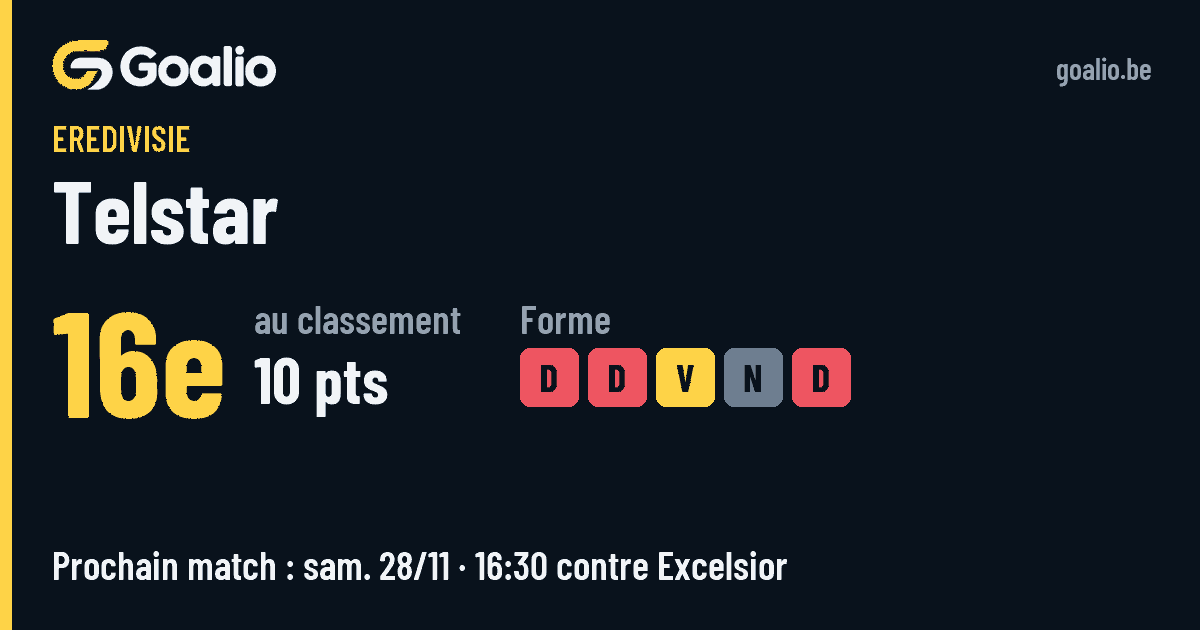 Goalio
goalio.be
EREDIVISIE
Telstar
16e
au classement
10 pts
Forme
D D V N D
Prochain match : sam. 28/11 · 16:30 contre Excelsior